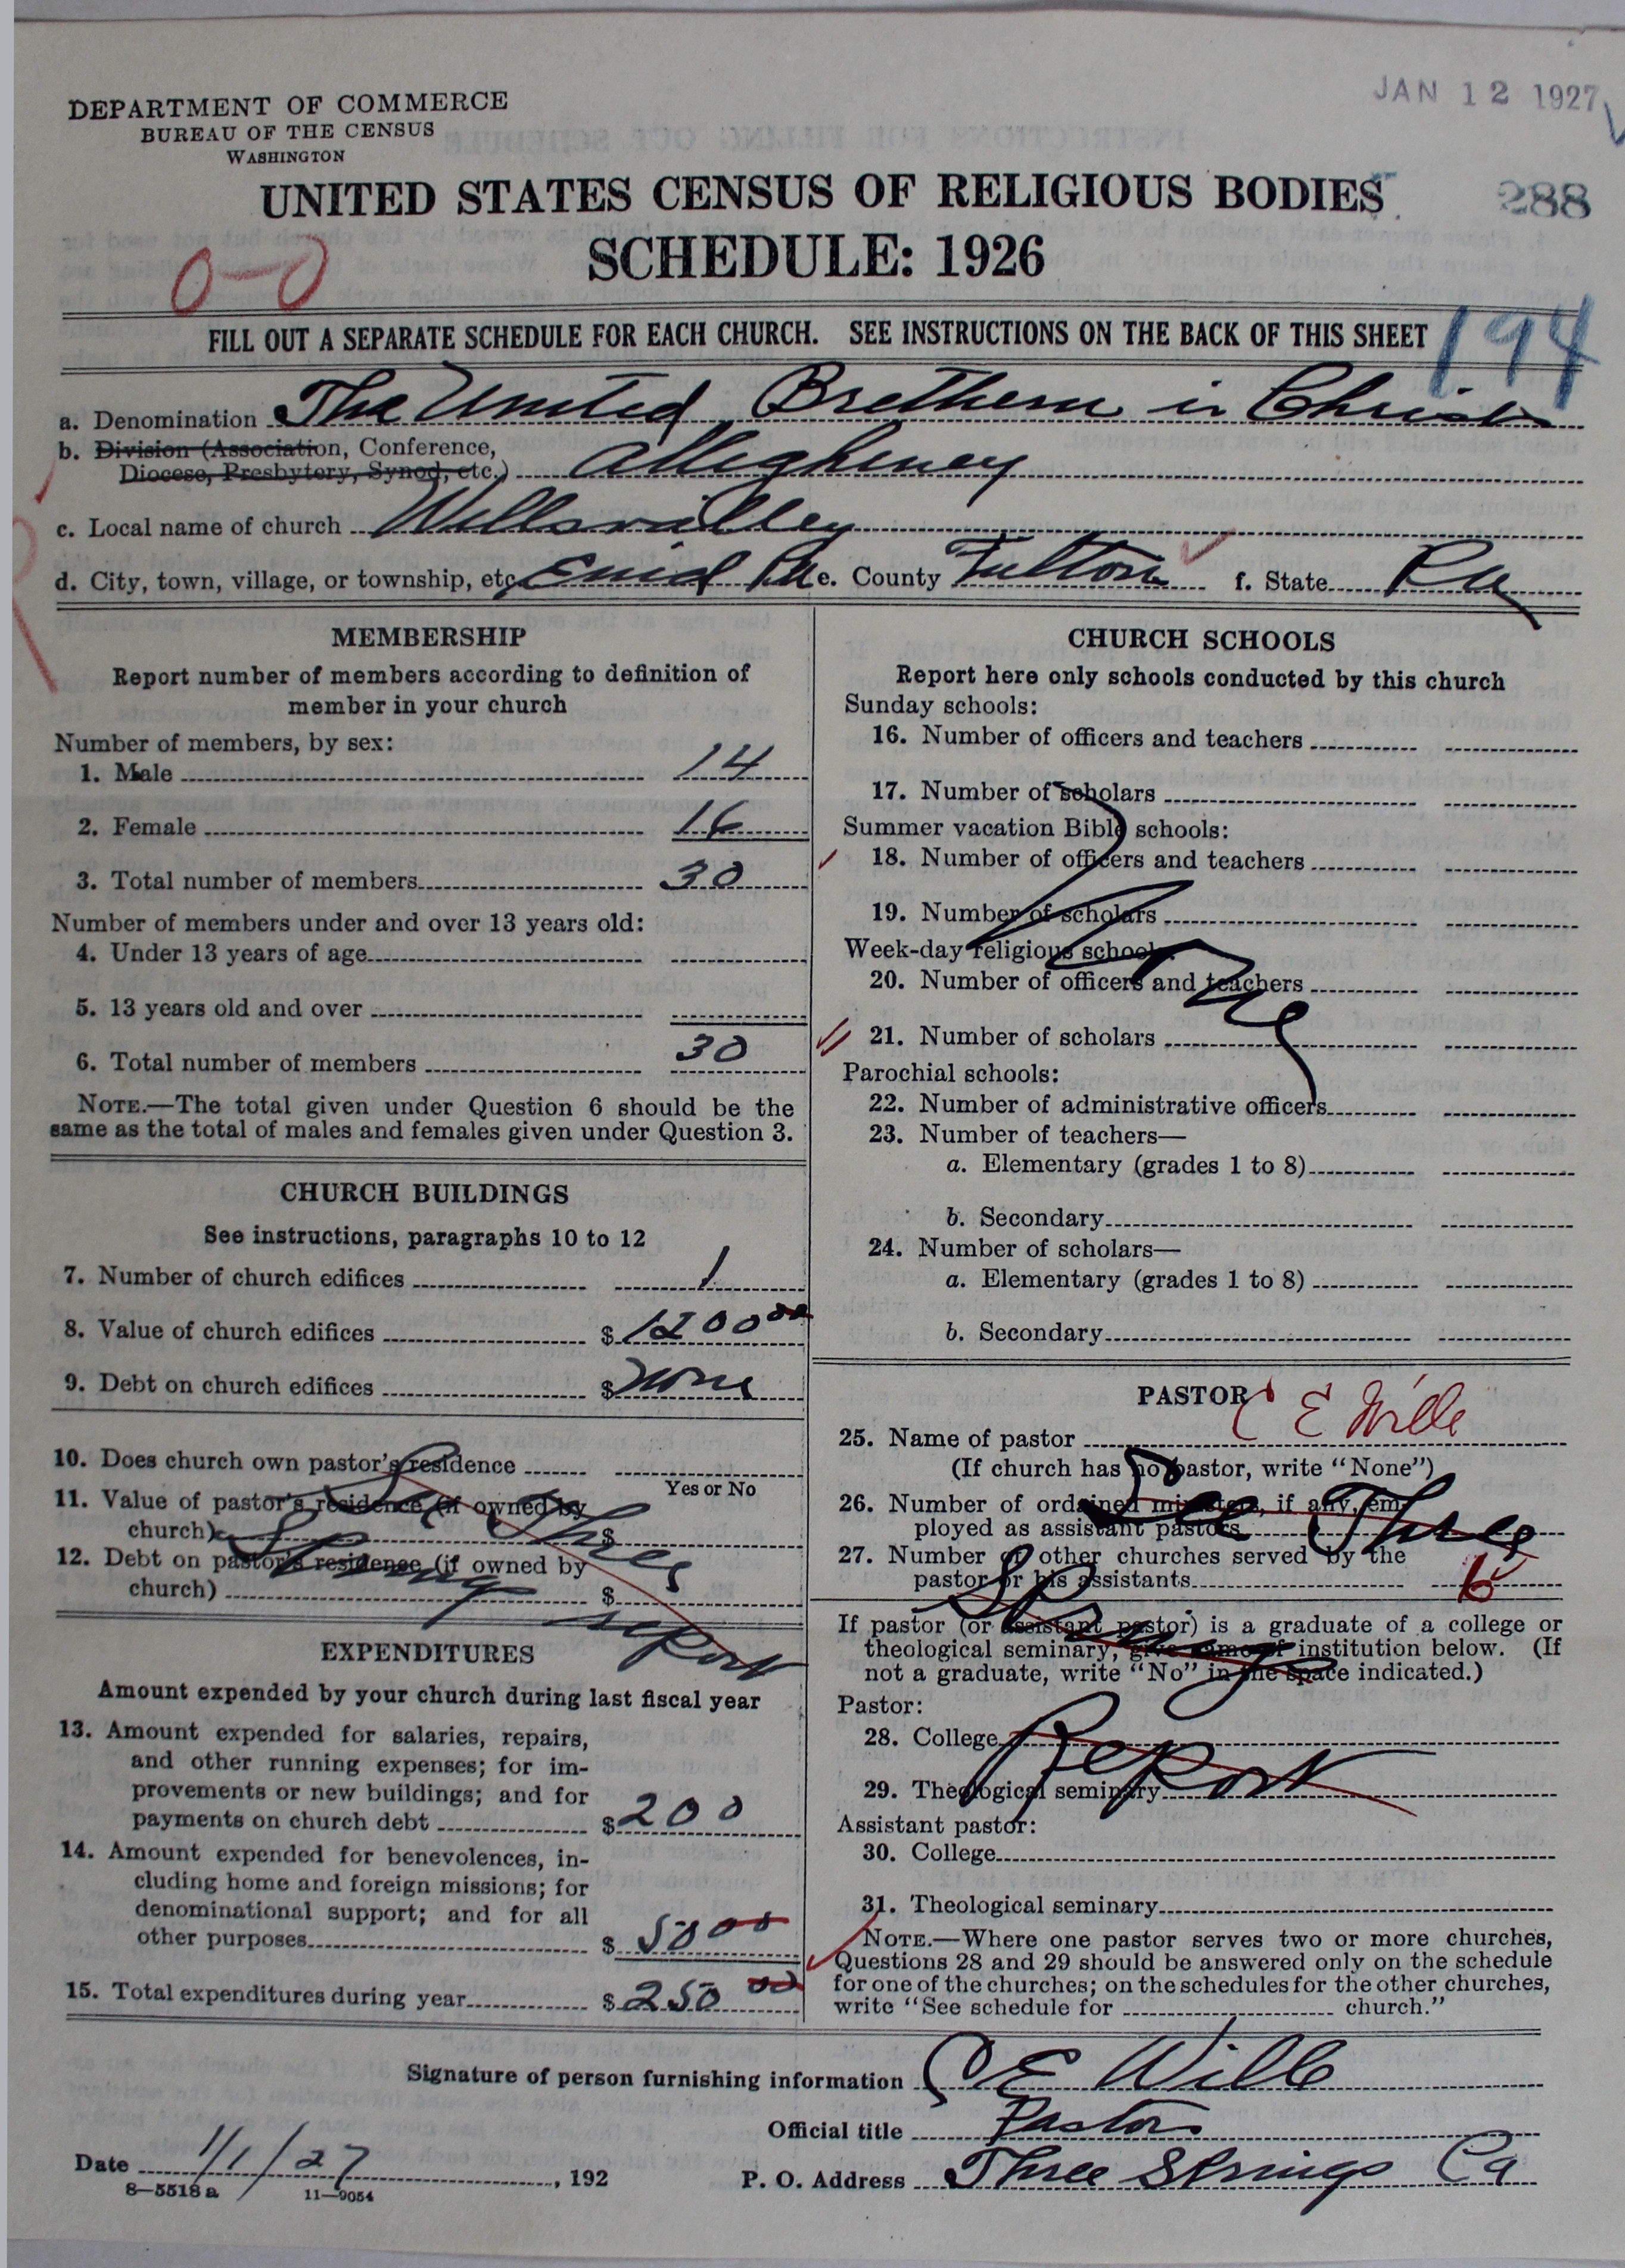 JAN 12 1927
DEPARTMENT OF COMMERCE
BUREAU OF THE CENSUS
WASHINGTON
UNITED STATES CENSUS OF RELIGIOUS BODIES
288
SCHEDULE: 1926
0-0
FILL OUT A SEPARATE SCHEDULE FOR EACH CHURCH. SEE INSTRUCTIONS ON THE BACK OF THIS SHEET
194
a. Denomination The United Brethern in Christ
b. Division (Association, Conference,
Diocese, Presbytery, Synod, etc.) Allegheney
c. Local name of church Wellsvalley
d. City, town, village, or township, etc. Enid Pa e. County Fulton f. State Pa
MEMBERSHIP
Report number of members according to definition of
member in your church
Number of members, by sex:
1. Male 14
2. Female 16
3. Total number of members 30
Number of members under and over 13 years old:
4. Under 13 years of age
5. 13 years old and over
6. Total number of members 30
NOTE.—The total given under Question 6 should be the
same as the total of males and females given under Question 3.
CHURCH BUILDINGS
See instructions, paragraphs 10 to 12
7. Number of church edifices 1
8. Value of church edifices $ 1200 00
9. Debt on church edifices $ none
10. Does church own pastor's residence
Yes or No
11. Value of pastor's residence (if owned by
church) $
See Three
12. Debt on pastor's residence (if owned by
church) $
Springs
report
EXPENDITURES
Amount expended by your church during last fiscal year
13. Amount expended for salaries, repairs,
and other running expenses; for im-
provements or new buildings; and for
payments on church debt $ 200
14. Amount expended for benevolences, in-
cluding home and foreign missions; for
denominational support; and for all
other purposes $ 50 00
15. Total expenditures during year $ 250 00
CHURCH SCHOOLS
Report here only schools conducted by this church
Sunday schools:
16. Number of officers and teachers
17. Number of scholars
Summer vacation Bible schools:
18. Number of officers and teachers
19. Number of scholars
Week-day religious schools:
20. Number of officers and teachers
21. Number of scholars
Parochial schools:
22. Number of administrative officers
23. Number of teachers—
a. Elementary (grades 1 to 8)
b. Secondary
24. Number of scholars—
a. Elementary (grades 1 to 8)
b. Secondary
PASTOR
25. Name of pastor C E Wille
(If church has no pastor, write "None")
26. Number of ordained ministers, if any, em-
ployed as assistant pastors
See Three
27. Number of other churches served by the
pastor or his assistants 6
Springs
If pastor (or assistant pastor) is a graduate of a college or
theological seminary, give name of institution below. (If
not a graduate, write "No" in the space indicated.)
Pastor:
28. College
Report
29. Theological seminary
Assistant pastor:
30. College
31. Theological seminary
NOTE.—Where one pastor serves two or more churches,
Questions 28 and 29 should be answered only on the schedule
for one of the churches; on the schedules for the other churches,
write "See schedule for church."
Signature of person furnishing information C E Wille
Official title Pastor
Date 1/1/27, 192
P. O. Address Three Springs Pa
8—5518a 11—9054